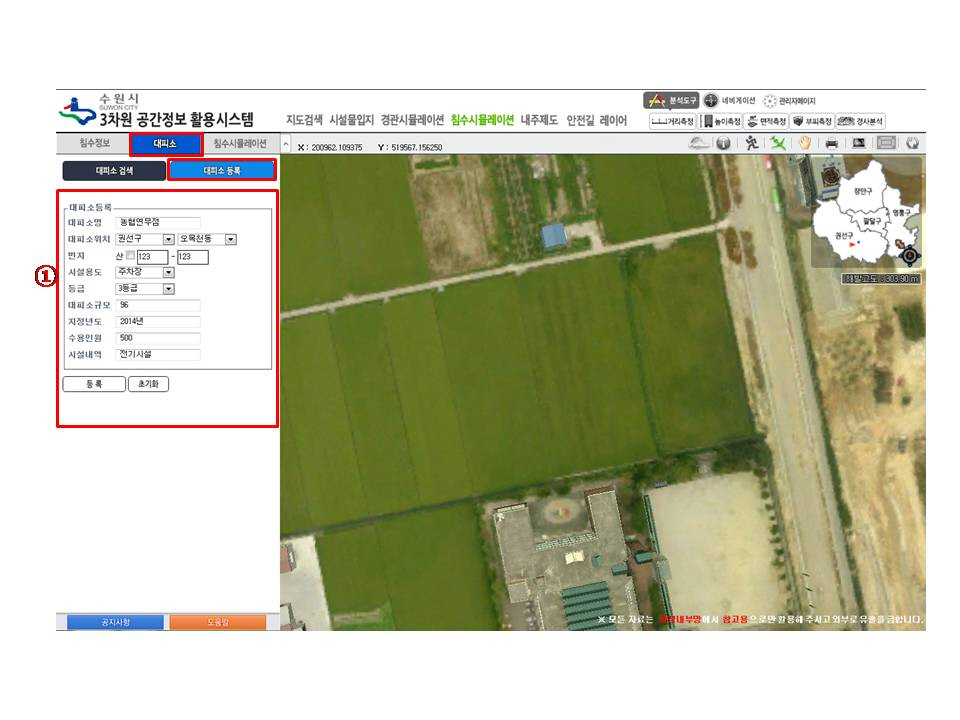 수원시
SUWON CITY
3차원 공간정보 활용시스템
지도검색 시설물입지 경관시뮬레이션 침수시뮬레이션 내주제도 안전길 레이어
분석도구 네비게이션 관리자페이지
거리측정 높이측정 면적측정 부피측정 경사분석
침수정보 대피소 침수시뮬레이션
X : 200962.109375 Y : 519567.156250
대피소 검색 대피소 등록
대피소등록
대피소명 농협연무점
대피소위치 권선구 오목천동
번지 산 123 - 123
시설용도 주차장
등급 3등급
대피소규모 96
지정년도 2014년
수용인원 500
시설내역 전기시설
등 록 초기화
①
장안구
영통구
팔달구
권선구
해발고도 : 303.90 m
공지사항 도움말
※ 모든 자료는 내부망에서 참고용으로만 활용해 주시고 외부로 유출을 금합니다.